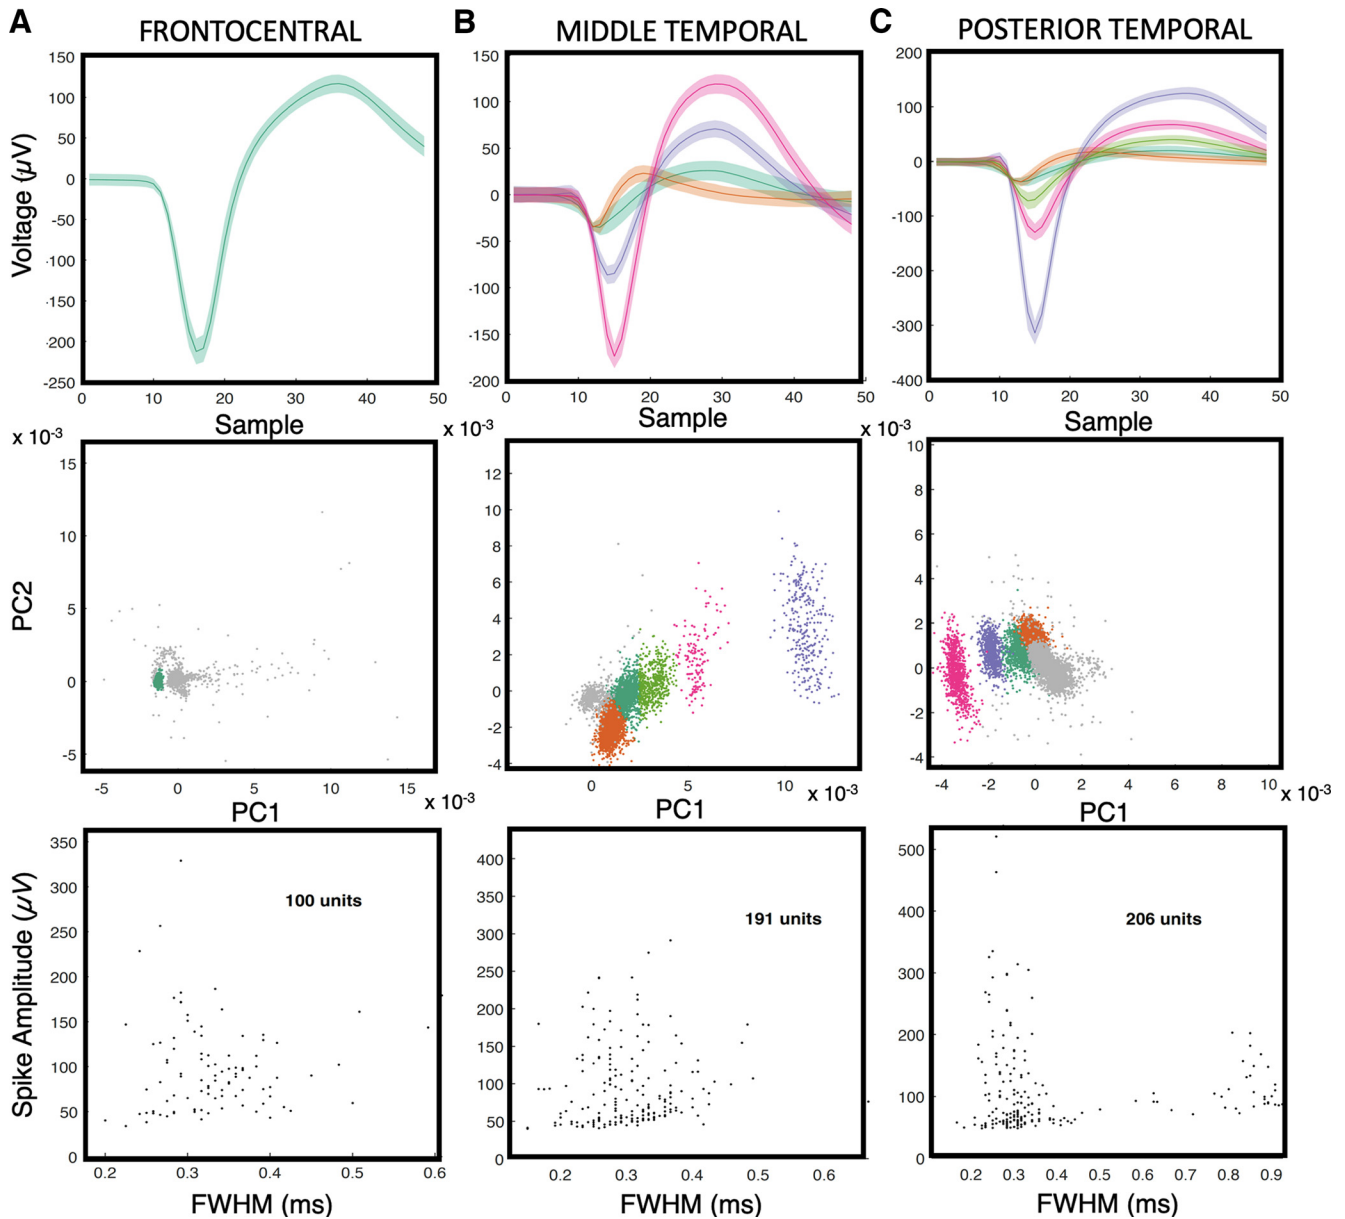 A FRONTOCENTRAL
B MIDDLE TEMPORAL
C POSTERIOR TEMPORAL
Voltage (µV)
150
100
50
0
-50
-100
-150
-200
-250
0 10 20 30 40 50
Sample
150
100
50
0
-50
-100
-150
-200
0 10 20 30 40 50
Sample
200
100
0
-100
-200
-300
-400
0 10 20 30 40 50
Sample
PC2
x 10-3
15
10
5
0
-5
-5 0 5 10 15
x 10-3
PC1
x 10-3
12
10
8
6
4
2
0
-2
-4
0 5 10
x 10-3
PC1
x 10-3
10
8
6
4
2
0
-2
-4
-4 -2 0 2 4 6 8 10
x 10-3
PC1
Spike Amplitude (µV)
350
300
250
200
150
100
50
0
100 units
0.2 0.3 0.4 0.5 0.6
FWHM (ms)
400
350
300
250
200
150
100
50
0
191 units
0.2 0.3 0.4 0.5 0.6
FWHM (ms)
500
400
300
200
100
0
206 units
0.2 0.3 0.4 0.5 0.6 0.7 0.8 0.9
FWHM (ms)